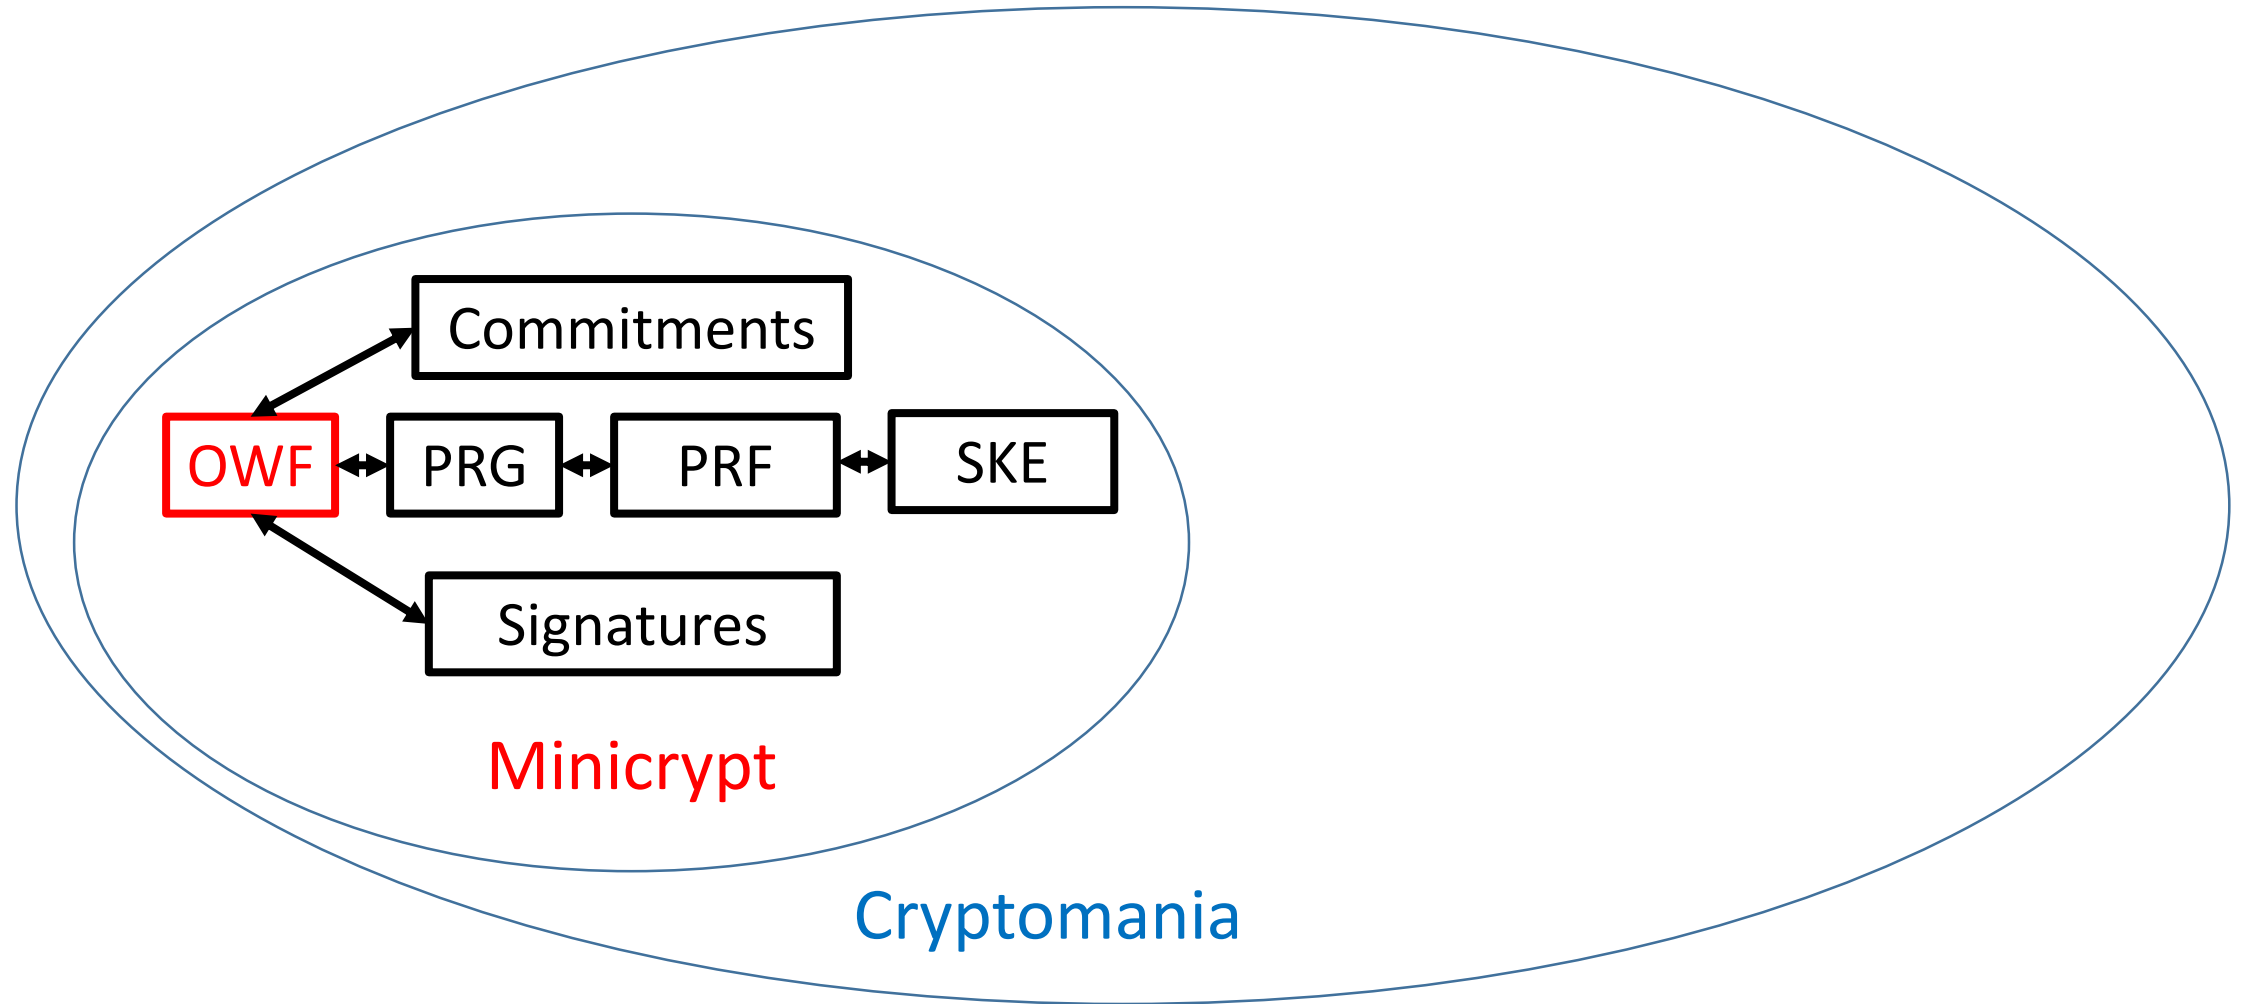 Commitments
OWF
PRG
PRF
SKE
Signatures
Minicrypt
Cryptomania